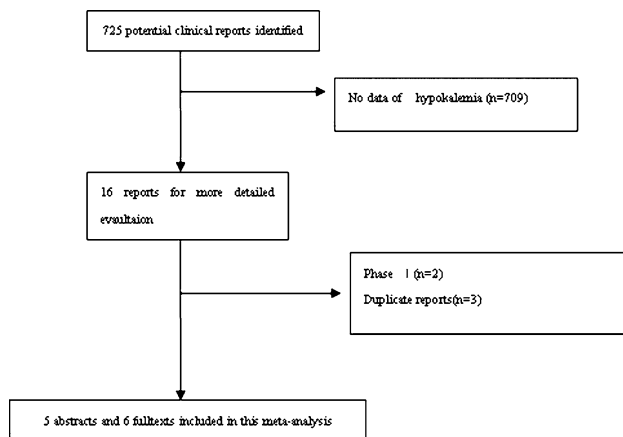 725 potential clinical reports identified
No data of hypokalemia (n=709)
16 reports for more detailed
evaultaion
Phase I (n=2)
Duplicate reports(n=3)
5 abstracts and 6 fulltexts included in this meta-analysis